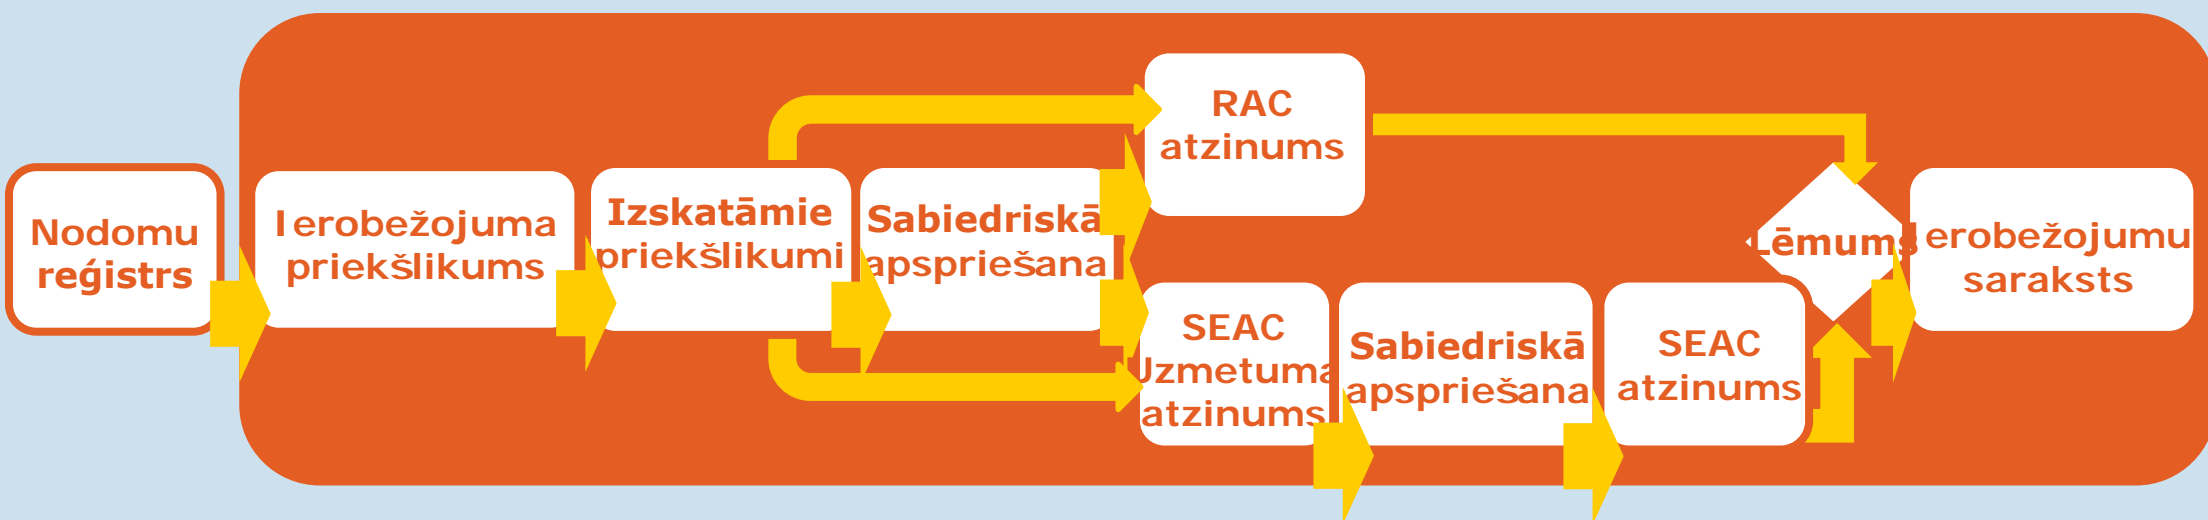 Nodomu
reģistrs
Ierobežojuma
priekšlikums
Izskatāmie
priekšlikumi
Sabiedriskā
apspriešana
RAC
atzinums
SEAC
Uzmetuma
atzinums
Sabiedriskā
apspriešana
SEAC
atzinums
Lēmums
Ierobežojumu
saraksts